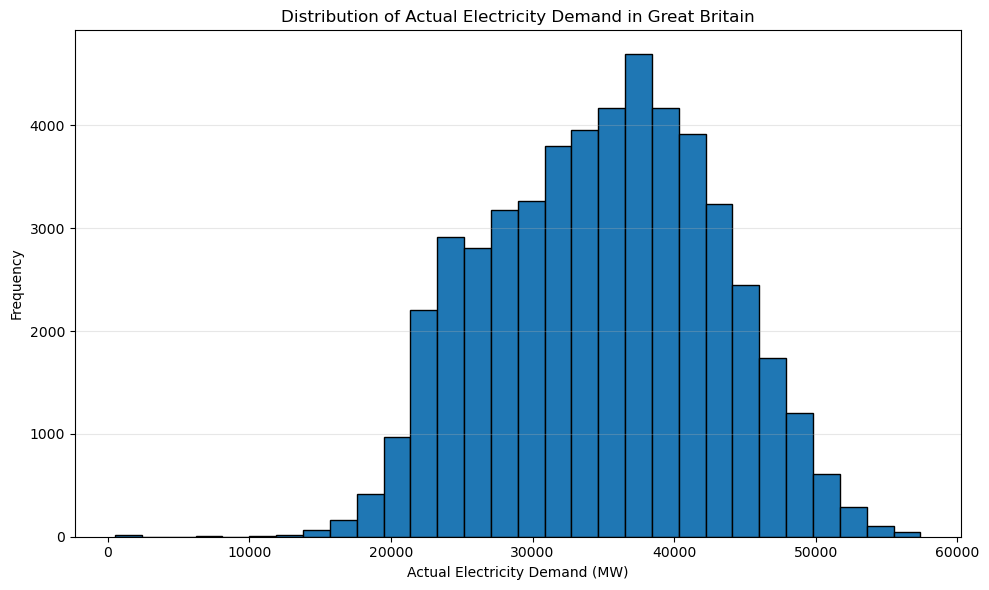 Distribution of Actual Electricity Demand in Great Britain
Frequency
4000
3000
2000
1000
0
0 10000 20000 30000 40000 50000 60000
Actual Electricity Demand (MW)